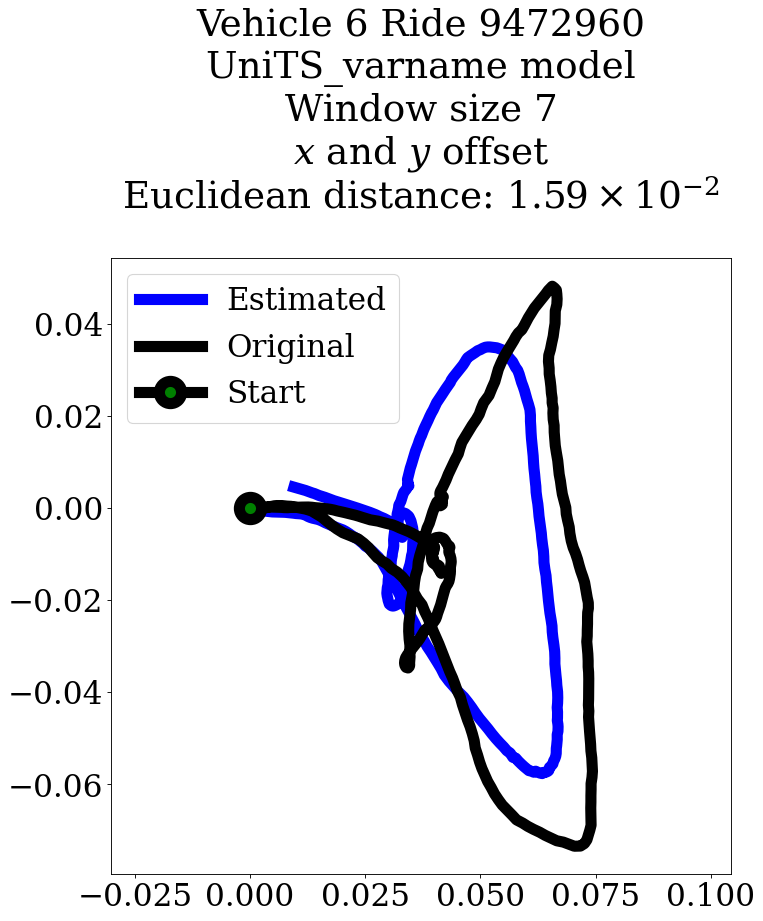 Vehicle 6 Ride 9472960
UniTS_varname model
Window size 7
x and y offset
Euclidean distance: 1.59 × 10⁻²
Estimated
Original
Start
0.04
0.02
0.00
−0.02
−0.04
−0.06
−0.025 0.000 0.025 0.050 0.075 0.100